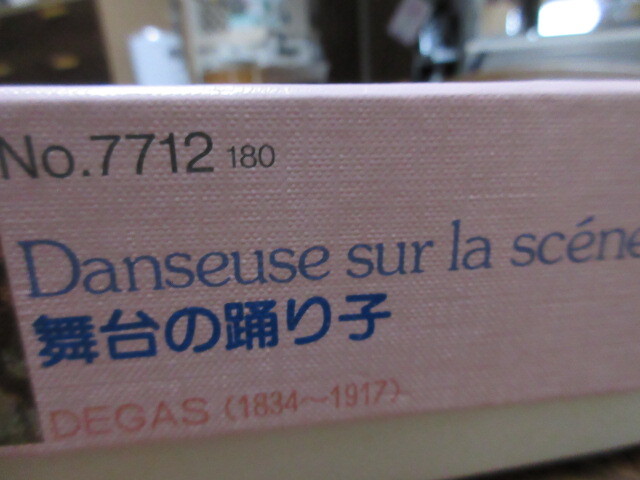 No.7712 180
Danseuse sur la scéne
舞台の踊り子
DEGAS (1834〜1917)